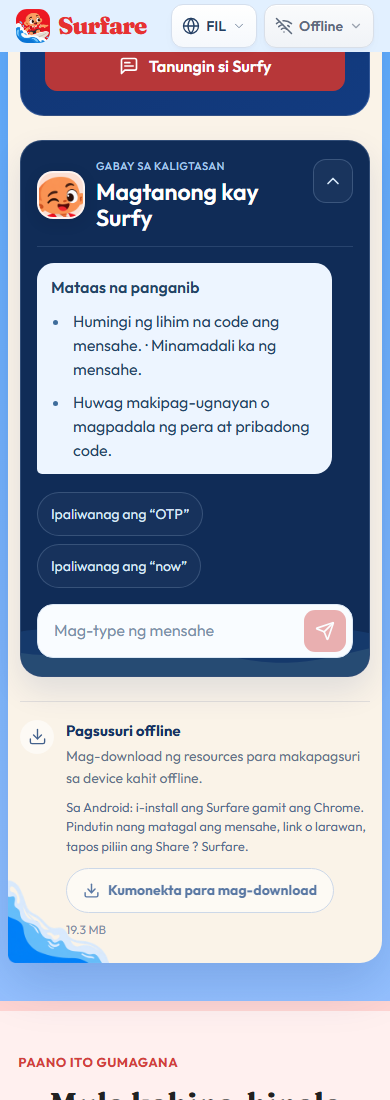 Surfare
FIL
Offline
Tanungin si Surfy
GABAY SA KALIGTASAN
Magtanong kay
Surfy
Mataas na panganib
• Humingi ng lihim na code ang
mensahe. · Minamadali ka ng
mensahe.
• Huwag makipag-ugnayan o
magpadala ng pera at pribadong
code.
Ipaliwanag ang “OTP”
Ipaliwanag ang “now”
Mag-type ng mensahe
Pagsusuri offline
Mag-download ng resources para makapagsuri
sa device kahit offline.
Sa Android: i-install ang Surfare gamit ang Chrome.
Pindutin nang matagal ang mensahe, link o larawan,
tapos piliin ang Share ? Surfare.
Kumonekta para mag-download
19.3 MB
PAANO ITO GUMAGANA